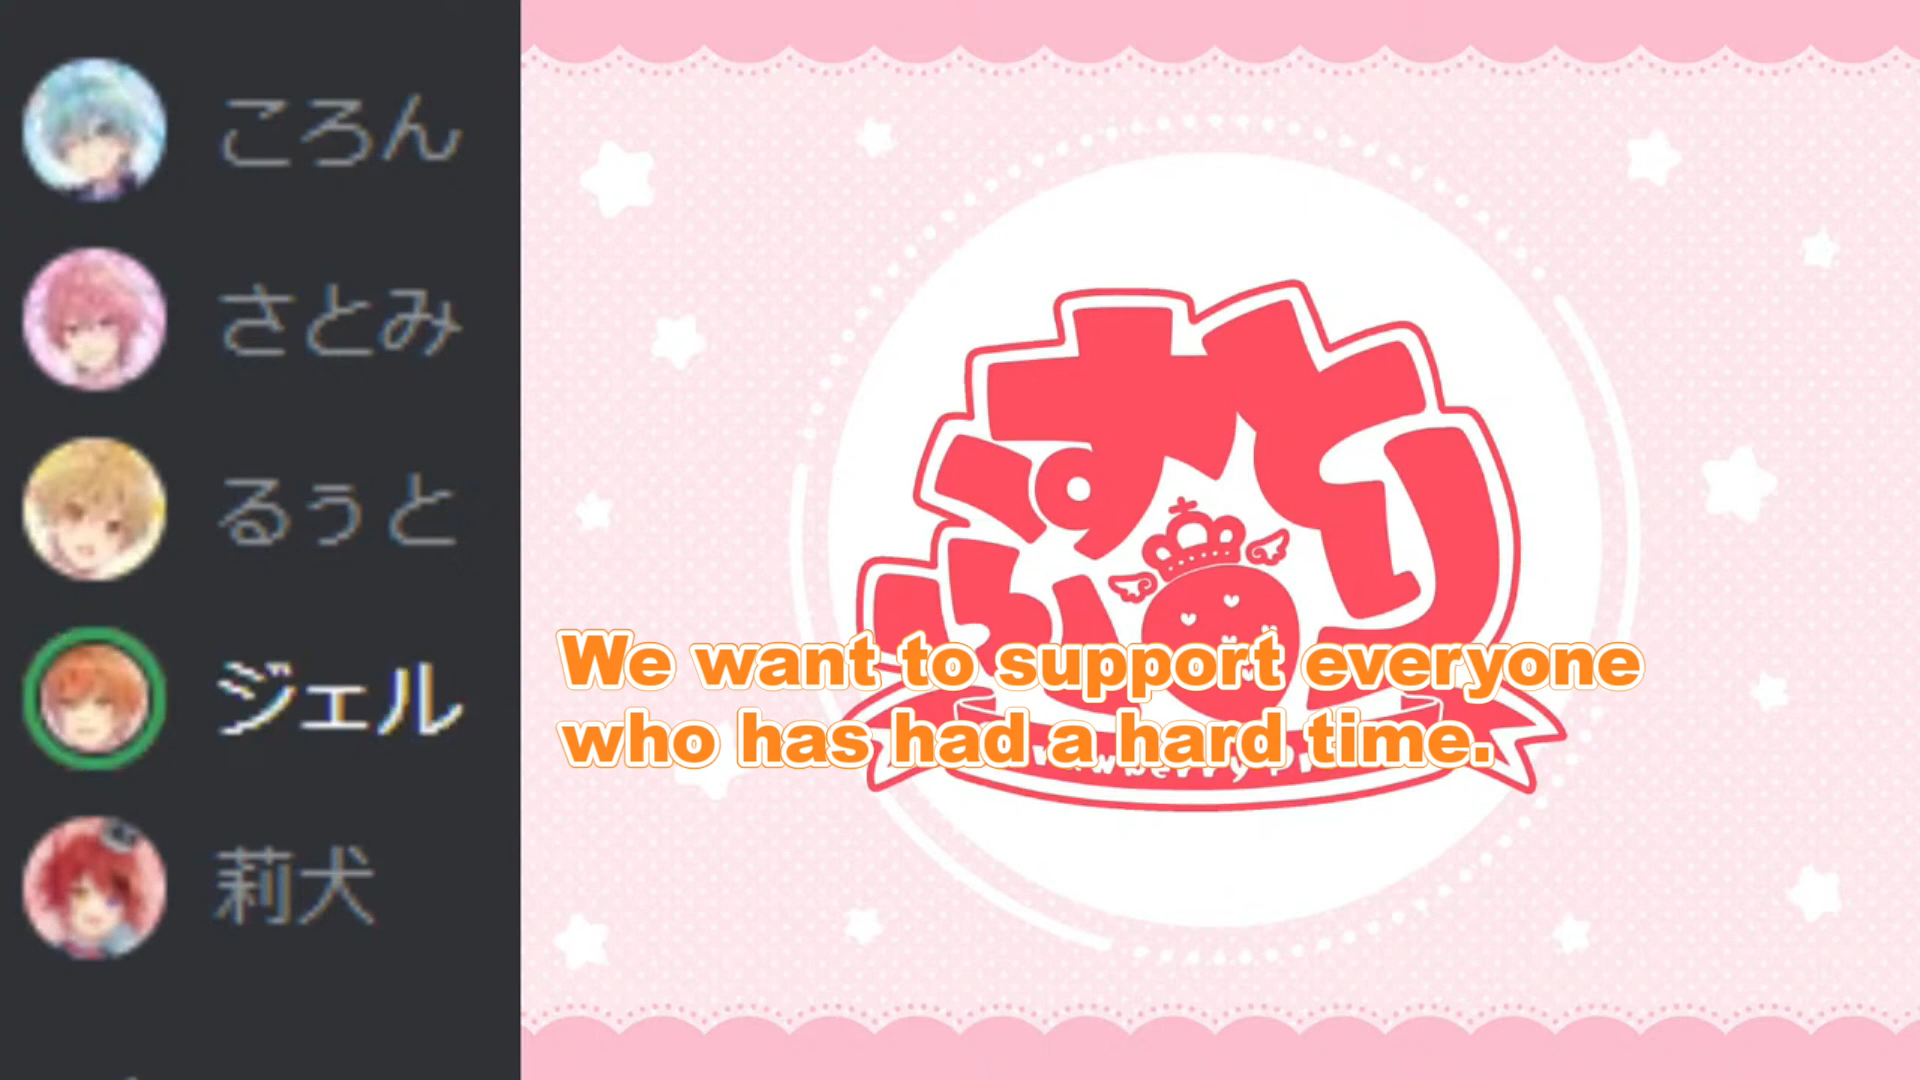 ころん
さとみ
るぅと
ジェル
莉犬
すとぷり
We want to support everyone
who has had a hard time.